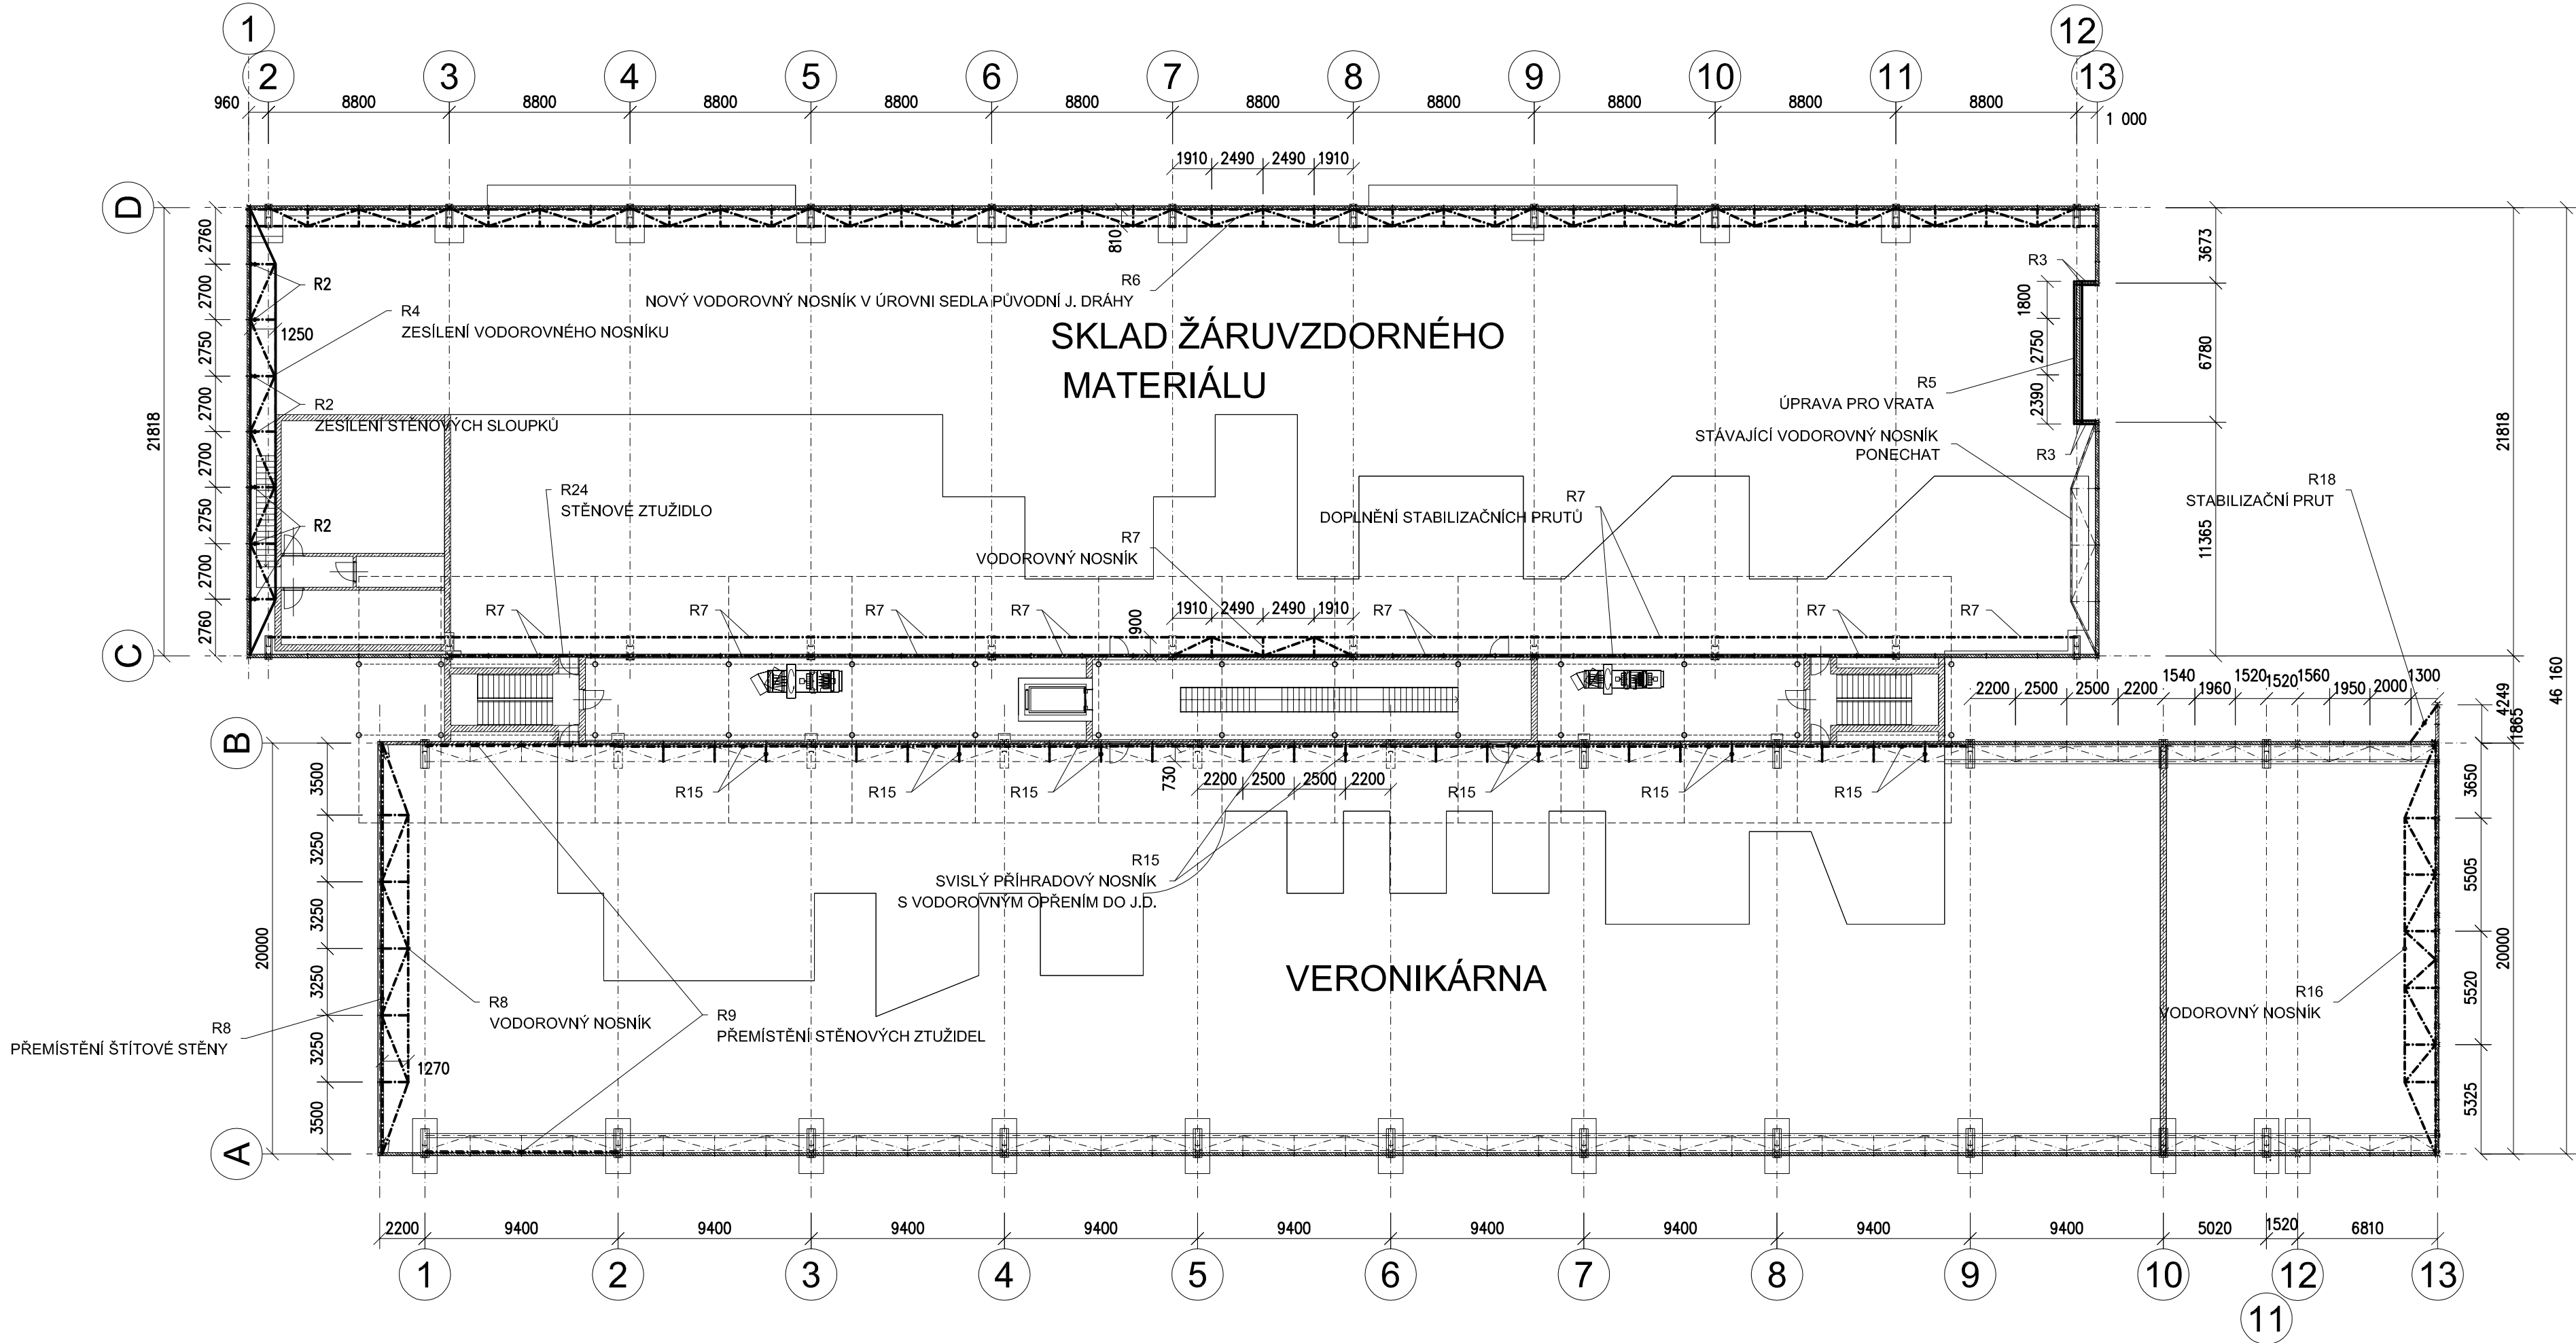 1
12
2
3
4
5
6
7
8
9
10
11
13
960
8800
8800
8800
8800
8800
8800
8800
8800
8800
8800
1 000
1910
2490
2490
1910
D
2760
2700
2750
2700
2700
2750
2700
2760
21818
R2
R4
ZESÍLENÍ VODOROVNÉHO NOSNÍKU
1250
R2
ZESÍLENÍ STĚNOVÝCH SLOUPKŮ
R2
810
R6
NOVÝ VODOROVNÝ NOSNÍK V ÚROVNI SEDLA PŮVODNÍ J. DRÁHY
SKLAD ŽÁRUVZDORNÉHO
MATERIÁLU
R3
1800
2750
2390
R5
ÚPRAVA PRO VRATA
STÁVAJÍCÍ VODOROVNÝ NOSNÍK
PONECHAT
R3
3673
6780
11365
21818
46 160
R18
STABILIZAČNÍ PRUT
R24
STĚNOVÉ ZTUŽIDLO
R7
DOPLNĚNÍ STABILIZAČNÍCH PRUTŮ
R7
VODOROVNÝ NOSNÍK
R7
R7
R7
R7
900
1910
2490
2490
1910
R7
R7
R7
C
2200
2500
2500
2200
1540
1960
1520
1520
1560
1950
2000
1300
4249
1865
B
3500
3250
3250
3250
3250
3500
20000
R15
R15
R15
730
2200
2500
2500
2200
R15
R15
R15
R15
SVISLÝ PŘÍHRADOVÝ NOSNÍK
S VODOROVNÝM OPŘENÍM DO J.D.
VERONIKÁRNA
R8
VODOROVNÝ NOSNÍK
R9
PŘEMÍSTĚNÍ STĚNOVÝCH ZTUŽIDEL
R8
PŘEMÍSTĚNÍ ŠTÍTOVÉ STĚNY
1270
R16
VODOROVNÝ NOSNÍK
3650
5505
5520
5325
20000
A
2200
9400
9400
9400
9400
9400
9400
9400
9400
9400
5020
1520
6810
1
2
3
4
5
6
7
8
9
10
12
13
11